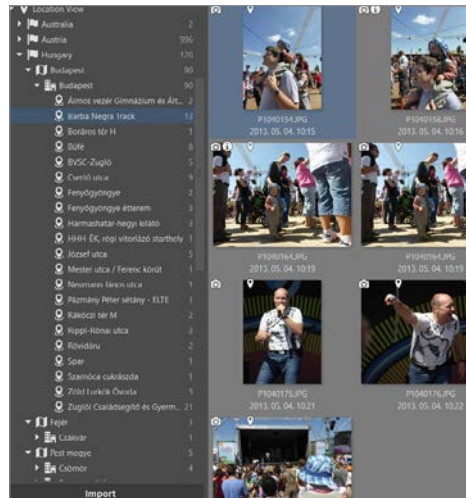 Location View
Australia 2
Austria 996
Hungary 126
Budapest 90
Budapest 90
Álmos vezér Gimnázium és Ált... 2
Barba Negra Track 13
Boráros tér H 1
Büfé 8
BVSC-Zugló 5
Cserfő utca 9
Fenyőgyöngye 2
Fenyőgyöngye étterem 3
Hármashatár-hegyi kilátó 3
HHH ÉK, régi vitorlázó starthely 1
József utca 5
Mester utca / Ferenc körút 1
Neumann János utca 1
Pázmány Péter sétány - ELTE 1
Rákóczi tér M 2
Rippl-Rónai utca 3
Rövidáru 2
Spar 1
Szamóca cukrászda 1
Zöld Lurkók Óvoda 5
Zuglói Családsegítő és Gyerm... 21
Fejér 1
Csákvár 1
Pest megye 5
Csömör 4
Import
P1040154.JPG
2013. 05. 04. 10:15
P1040158.JPG
2013. 05. 04. 10:16
P1040164.JPG
2013. 05. 04. 10:19
P1040164.JPG
2013. 05. 04. 10:19
P1040175.JPG
2013. 05. 04. 10:21
P1040176.JPG
2013. 05. 04. 10:22